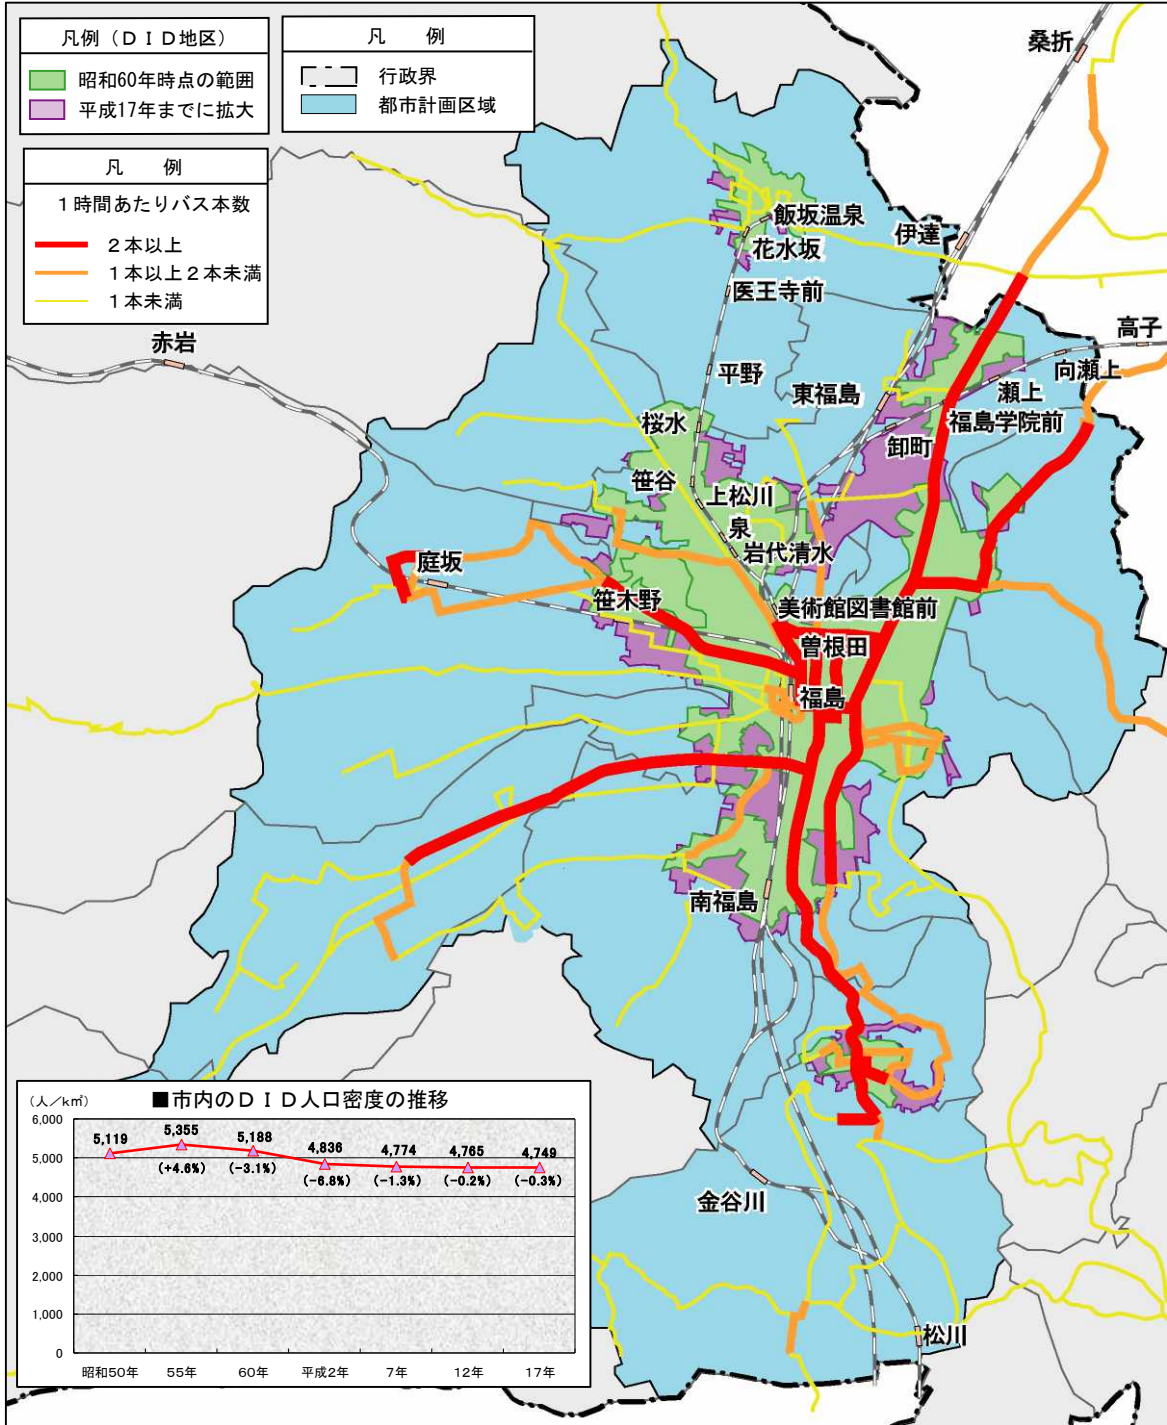 凡例（ＤＩＤ地区）
昭和60年時点の範囲
平成17年までに拡大
凡　例
行政界
都市計画区域
凡　例
１時間あたりバス本数
２本以上
１本以上２本未満
１本未満
桑折
飯坂温泉
伊達
花水坂
医王寺前
高子
赤岩
向瀬上
平野
瀬上
東福島
福島学院前
桜水
卸町
笹谷
上松川
泉
岩代清水
庭坂
笹木野
美術館図書館前
曽根田
福島
南福島
金谷川
松川
■市内のＤＩＤ人口密度の推移
（人／k㎡）
6,000
5,000
4,000
3,000
2,000
1,000
0
5,119
5,355
(+4.6%)
5,188
(-3.1%)
4,836
(-6.8%)
4,774
(-1.3%)
4,765
(-0.2%)
4,749
(-0.3%)
昭和50年
55年
60年
平成2年
7年
12年
17年